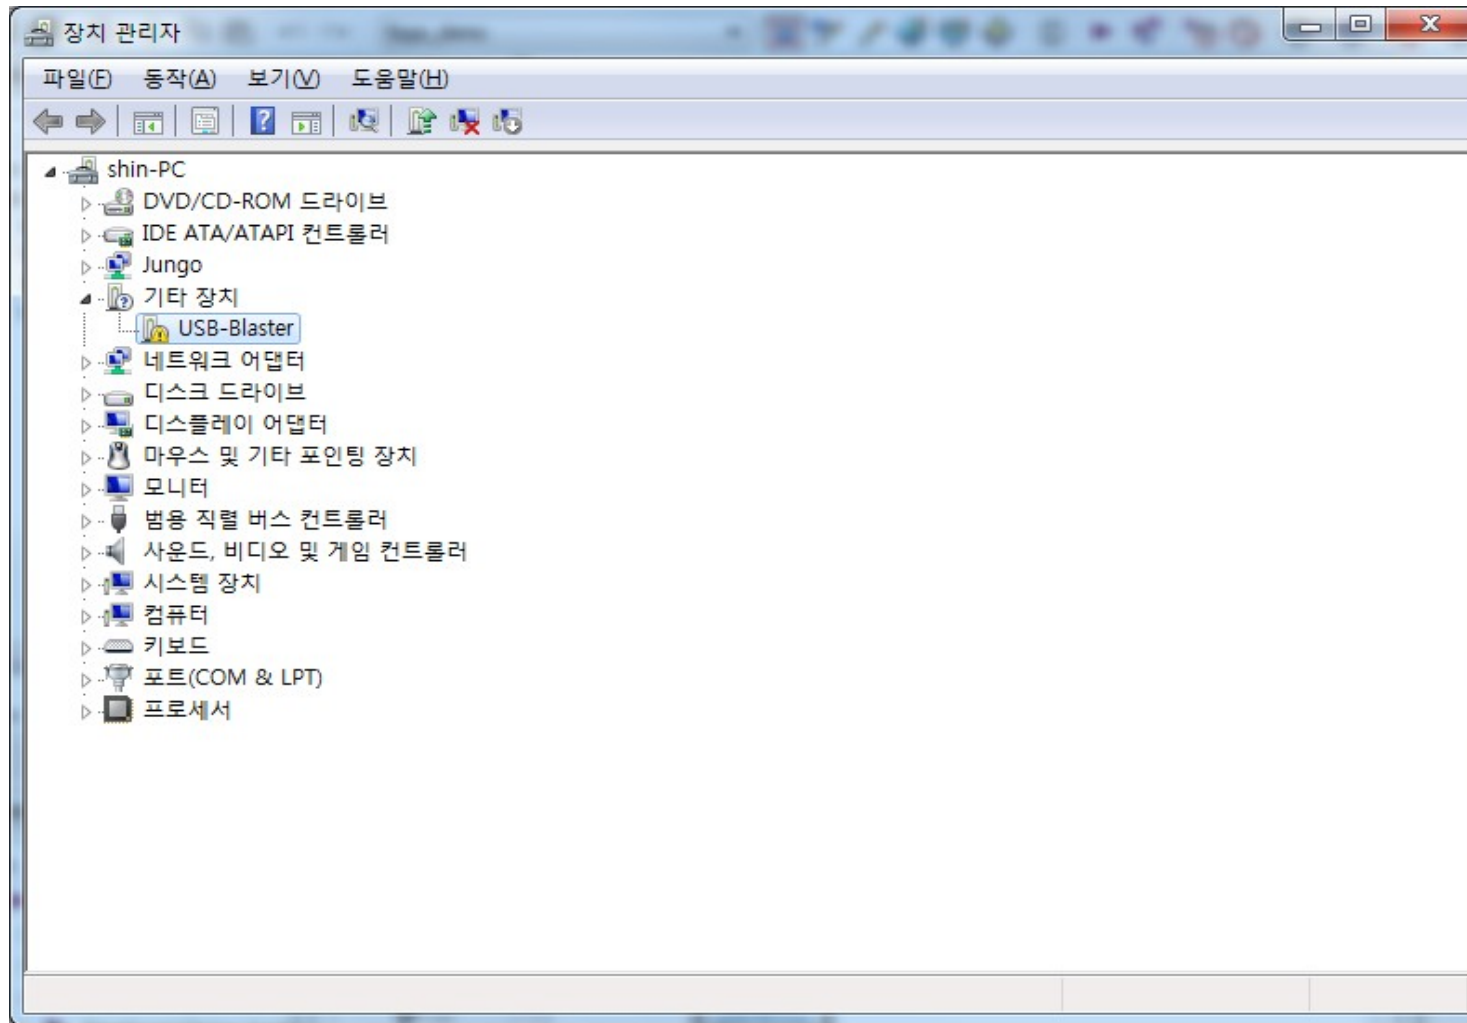 장치 관리자
파일(F) 동작(A) 보기(V) 도움말(H)
shin-PC
DVD/CD-ROM 드라이브
IDE ATA/ATAPI 컨트롤러
Jungo
기타 장치
USB-Blaster
네트워크 어댑터
디스크 드라이브
디스플레이 어댑터
마우스 및 기타 포인팅 장치
모니터
범용 직렬 버스 컨트롤러
사운드, 비디오 및 게임 컨트롤러
시스템 장치
컴퓨터
키보드
포트(COM & LPT)
프로세서